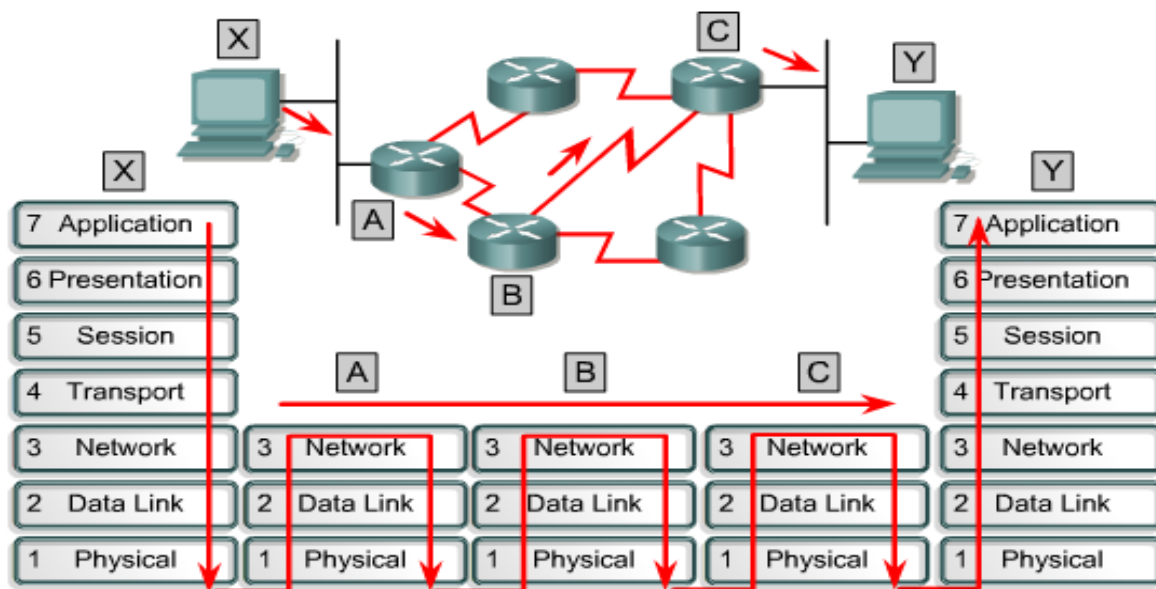 X
C
Y
A
B
X
7 Application
6 Presentation
5 Session
4 Transport
3 Network
2 Data Link
1 Physical
A
3 Network
2 Data Link
1 Physical
B
3 Network
2 Data Link
1 Physical
C
3 Network
2 Data Link
1 Physical
Y
7 Application
6 Presentation
5 Session
4 Transport
3 Network
2 Data Link
1 Physical